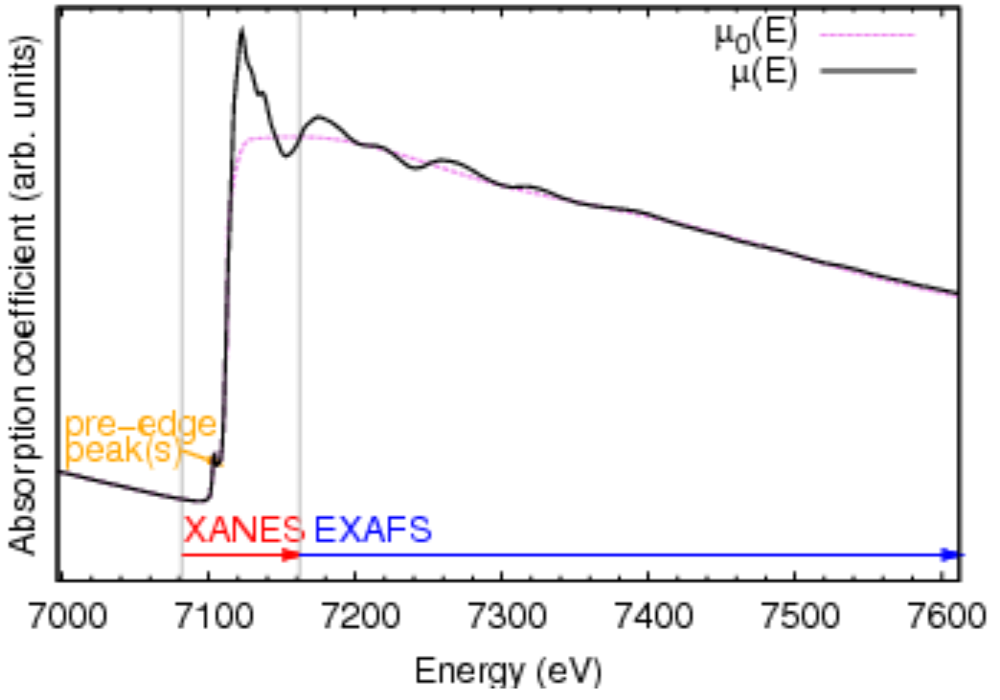 μ0(E)
μ(E)
Absorption coefficient (arb. units)
pre-edge
peak(s)
XANES EXAFS
7000 7100 7200 7300 7400 7500 7600
Energy (eV)